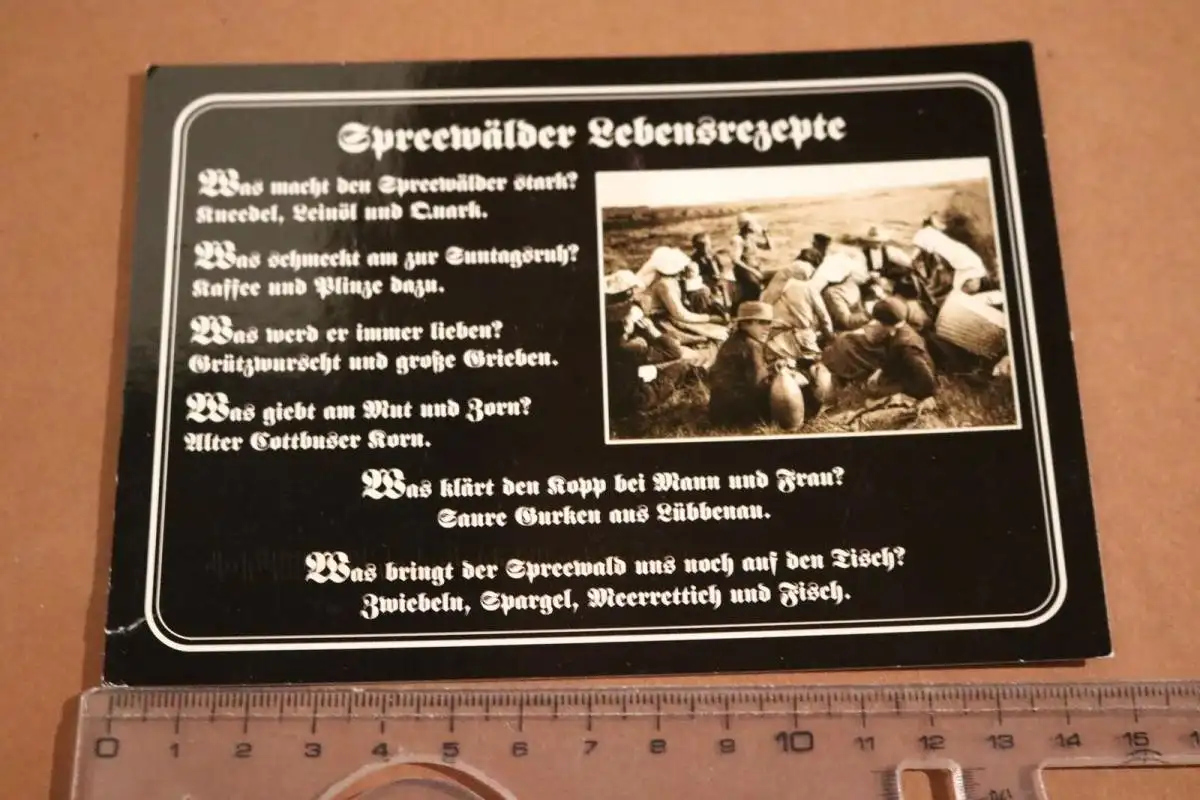 Spreewälder Lebensrezepte
Was macht den Spreewälder stark?
Kneedel, Leinöl und Quark.
Was schmeckt am zur Suntagsruh?
Kaffee und Plinze dazu.
Was werd er immer lieben?
Grützwurscht und große Grieben.
Was giebt am Mut und Zorn?
Alter Cottbuser Korn.
Was klärt den Kopp bei Mann und Frau?
Saure Gurken aus Lübbenau.
Was bringt der Spreewald uns noch auf den Tisch?
Zwiebeln, Spargel, Meerrettich und Fisch.
0 1 2 3 4 5 6 7 8 9 10 11 12 13 14 15